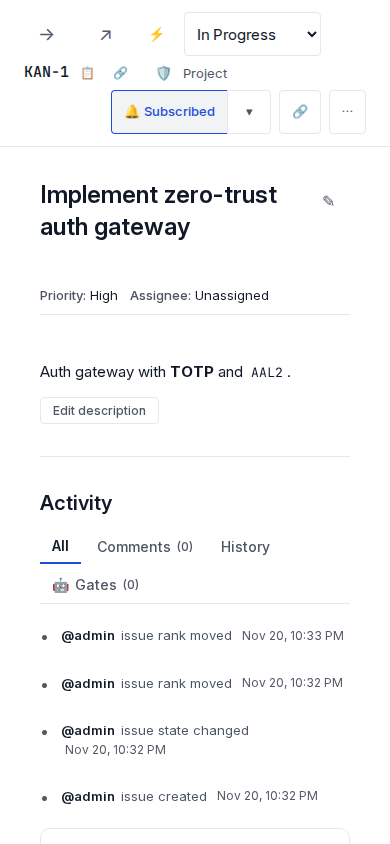 → ↗ ⚡ In Progress
KAN-1 📋 🔗 🛡️ Project
🔔 Subscribed ▾ 🔗 ···
Implement zero-trust ✎
auth gateway
Priority: High Assignee: Unassigned
Auth gateway with TOTP and AAL2.
Edit description
Activity
All Comments (0) History
🤖 Gates (0)
• @admin issue rank moved Nov 20, 10:33 PM
• @admin issue rank moved Nov 20, 10:32 PM
• @admin issue state changed
Nov 20, 10:32 PM
• @admin issue created Nov 20, 10:32 PM